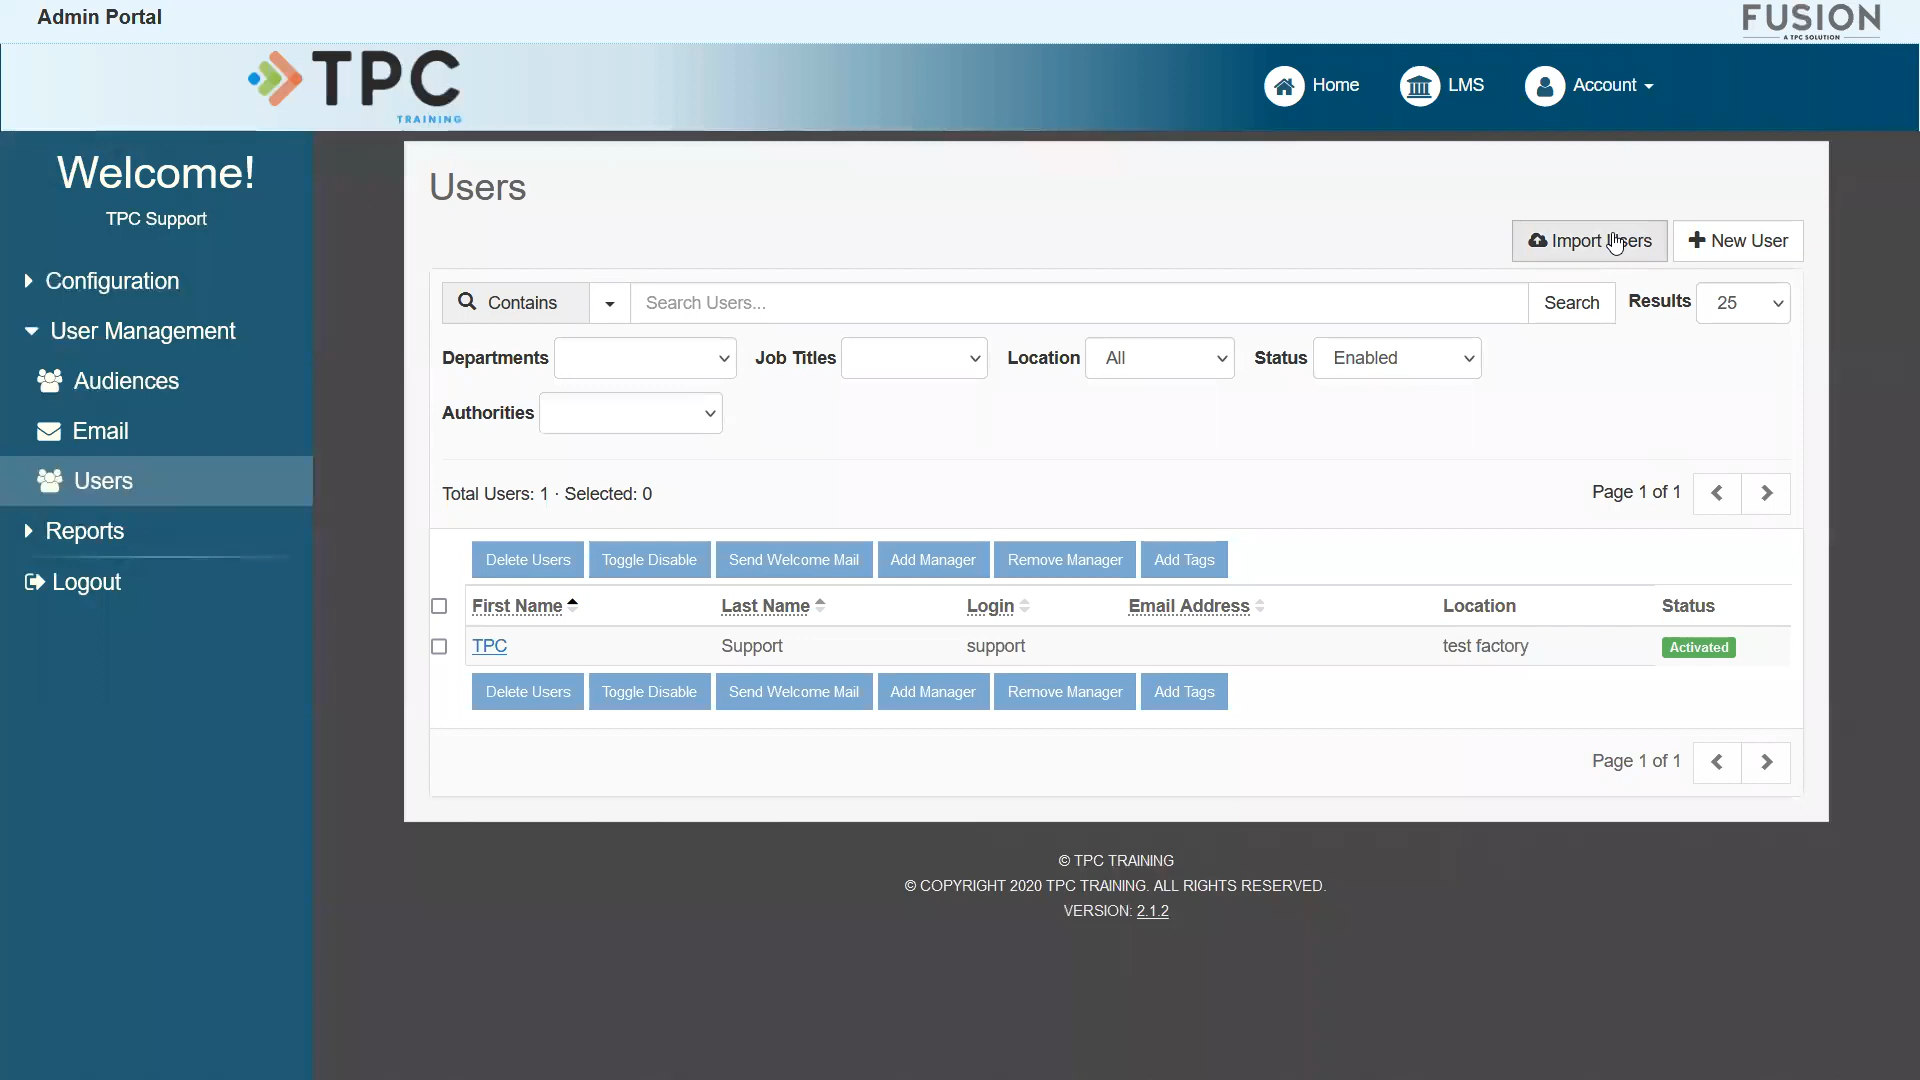 Admin Portal
FUSION
A TPC SOLUTION
TPC
TRAINING
Home
LMS
Account
Welcome!
TPC Support
Configuration
User Management
Audiences
Email
Users
Reports
Logout
Users
Import Users
New User
Contains
Search Users...
Search
Results
25
Departments
Job Titles
Location
All
Status
Enabled
Authorities
Total Users: 1 · Selected: 0
Page 1 of 1
Delete Users
Toggle Disable
Send Welcome Mail
Add Manager
Remove Manager
Add Tags
First Name
Last Name
Login
Email Address
Location
Status
TPC
Support
support
test factory
Activated
Delete Users
Toggle Disable
Send Welcome Mail
Add Manager
Remove Manager
Add Tags
Page 1 of 1
© TPC TRAINING
© COPYRIGHT 2020 TPC TRAINING. ALL RIGHTS RESERVED.
VERSION: 2.1.2